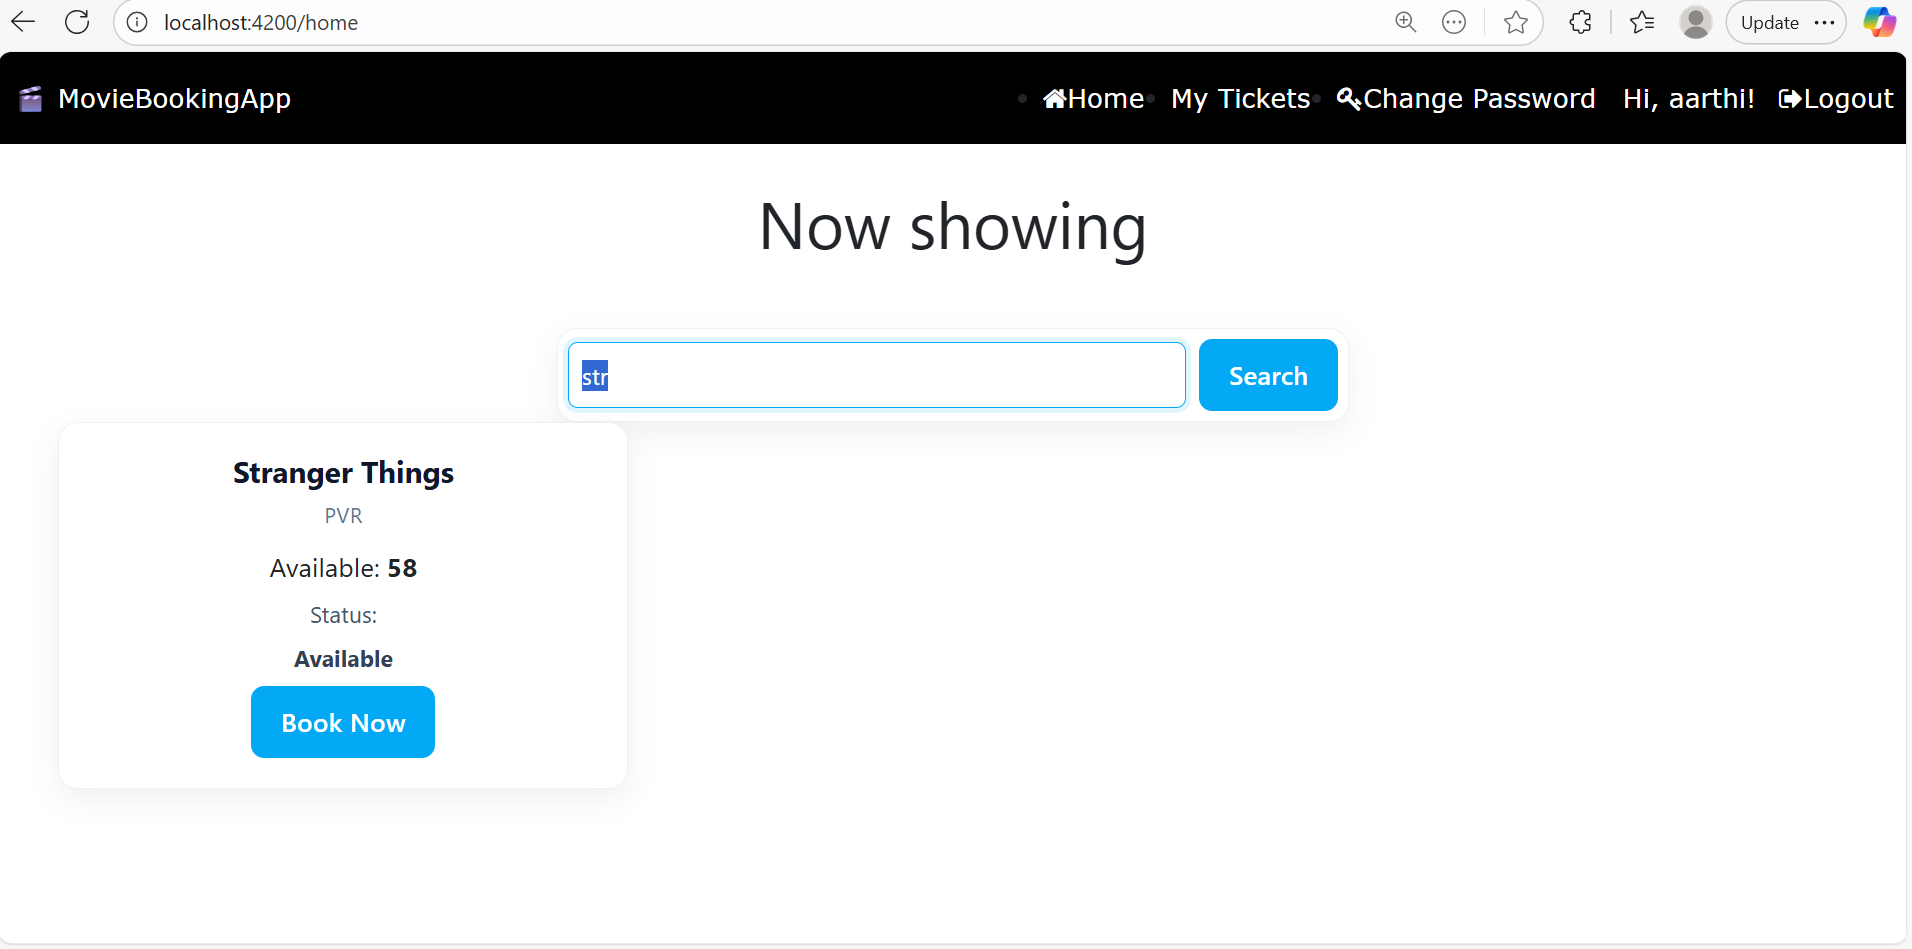 localhost:4200/home
Update
MovieBookingApp
Home
My Tickets
Change Password
Hi, aarthi!
Logout
Now showing
str
Search
Stranger Things
PVR
Available: 58
Status:
Available
Book Now